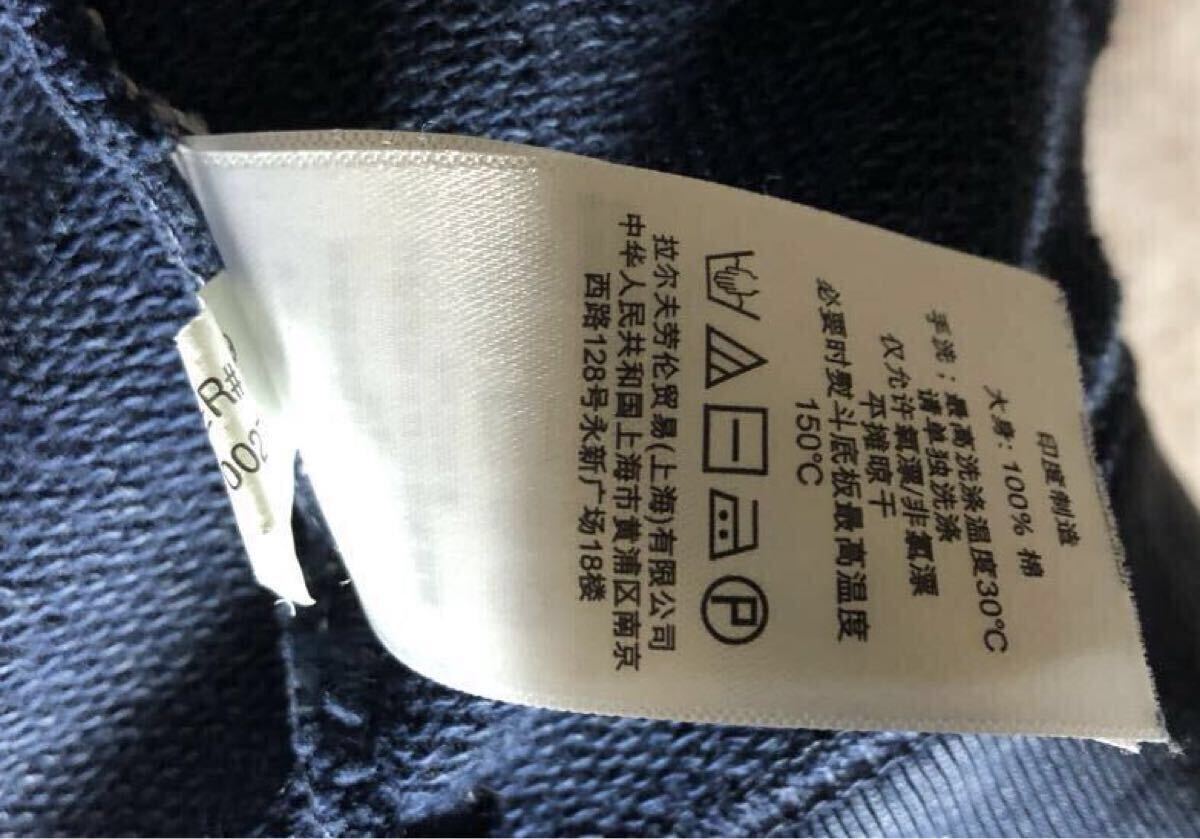 印度制造
大身: 100% 棉
手洗；最高洗涤温度30°C
请单独洗涤
仅允许氧漂/非氯漂
平摊晾干
必要时熨斗底板最高温度
150°C
P
拉尔夫劳伦贸易(上海)有限公司
中华人民共和国上海市黄浦区南京
西路128号永新广场18楼
R#
002